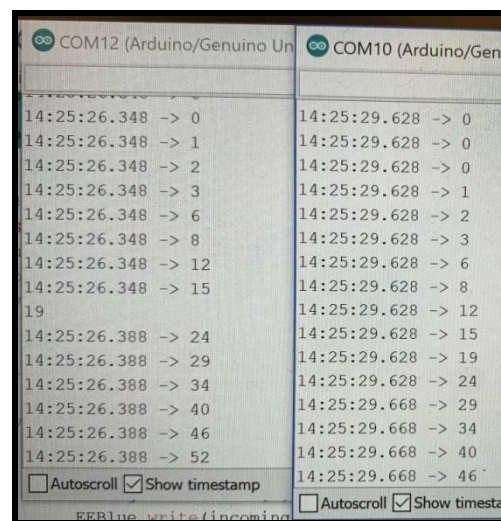 COM12 (Arduino/Genuino Un
14:25:26.348 -> 0
14:25:26.348 -> 1
14:25:26.348 -> 2
14:25:26.348 -> 3
14:25:26.348 -> 6
14:25:26.348 -> 8
14:25:26.348 -> 12
14:25:26.348 -> 15
19
14:25:26.388 -> 24
14:25:26.388 -> 29
14:25:26.388 -> 34
14:25:26.388 -> 40
14:25:26.388 -> 46
14:25:26.388 -> 52
Autoscroll Show timestamp
EEBlue.write(incoming
COM10 (Arduino/Gen
14:25:29.628 -> 0
14:25:29.628 -> 0
14:25:29.628 -> 0
14:25:29.628 -> 1
14:25:29.628 -> 2
14:25:29.628 -> 3
14:25:29.628 -> 6
14:25:29.628 -> 8
14:25:29.628 -> 12
14:25:29.628 -> 15
14:25:29.628 -> 19
14:25:29.628 -> 24
14:25:29.668 -> 29
14:25:29.668 -> 34
14:25:29.668 -> 40
14:25:29.668 -> 46
Autoscroll Show timesta